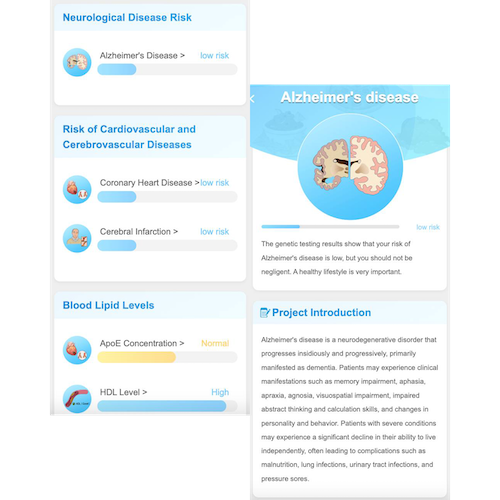 Neurological Disease Risk
Alzheimer's Disease > low risk
Risk of Cardiovascular and
Cerebrovascular Diseases
Coronary Heart Disease > low risk
Cerebral Infarction > low risk
Blood Lipid Levels
ApoE Concentration > Normal
HDL Level > High
Alzheimer's disease
low risk
The genetic testing results show that your risk of
Alzheimer's disease is low, but you should not be
negligent. A healthy lifestyle is very important.
Project Introduction
Alzheimer's disease is a neurodegenerative disorder that
progresses insidiously and progressively, primarily
manifested as dementia. Patients may experience clinical
manifestations such as memory impairment, aphasia,
apraxia, agnosia, visuospatial impairment, impaired
abstract thinking and calculation skills, and changes in
personality and behavior. Patients with severe conditions
may experience a significant decline in their ability to live
independently, often leading to complications such as
malnutrition, lung infections, urinary tract infections, and
pressure sores.